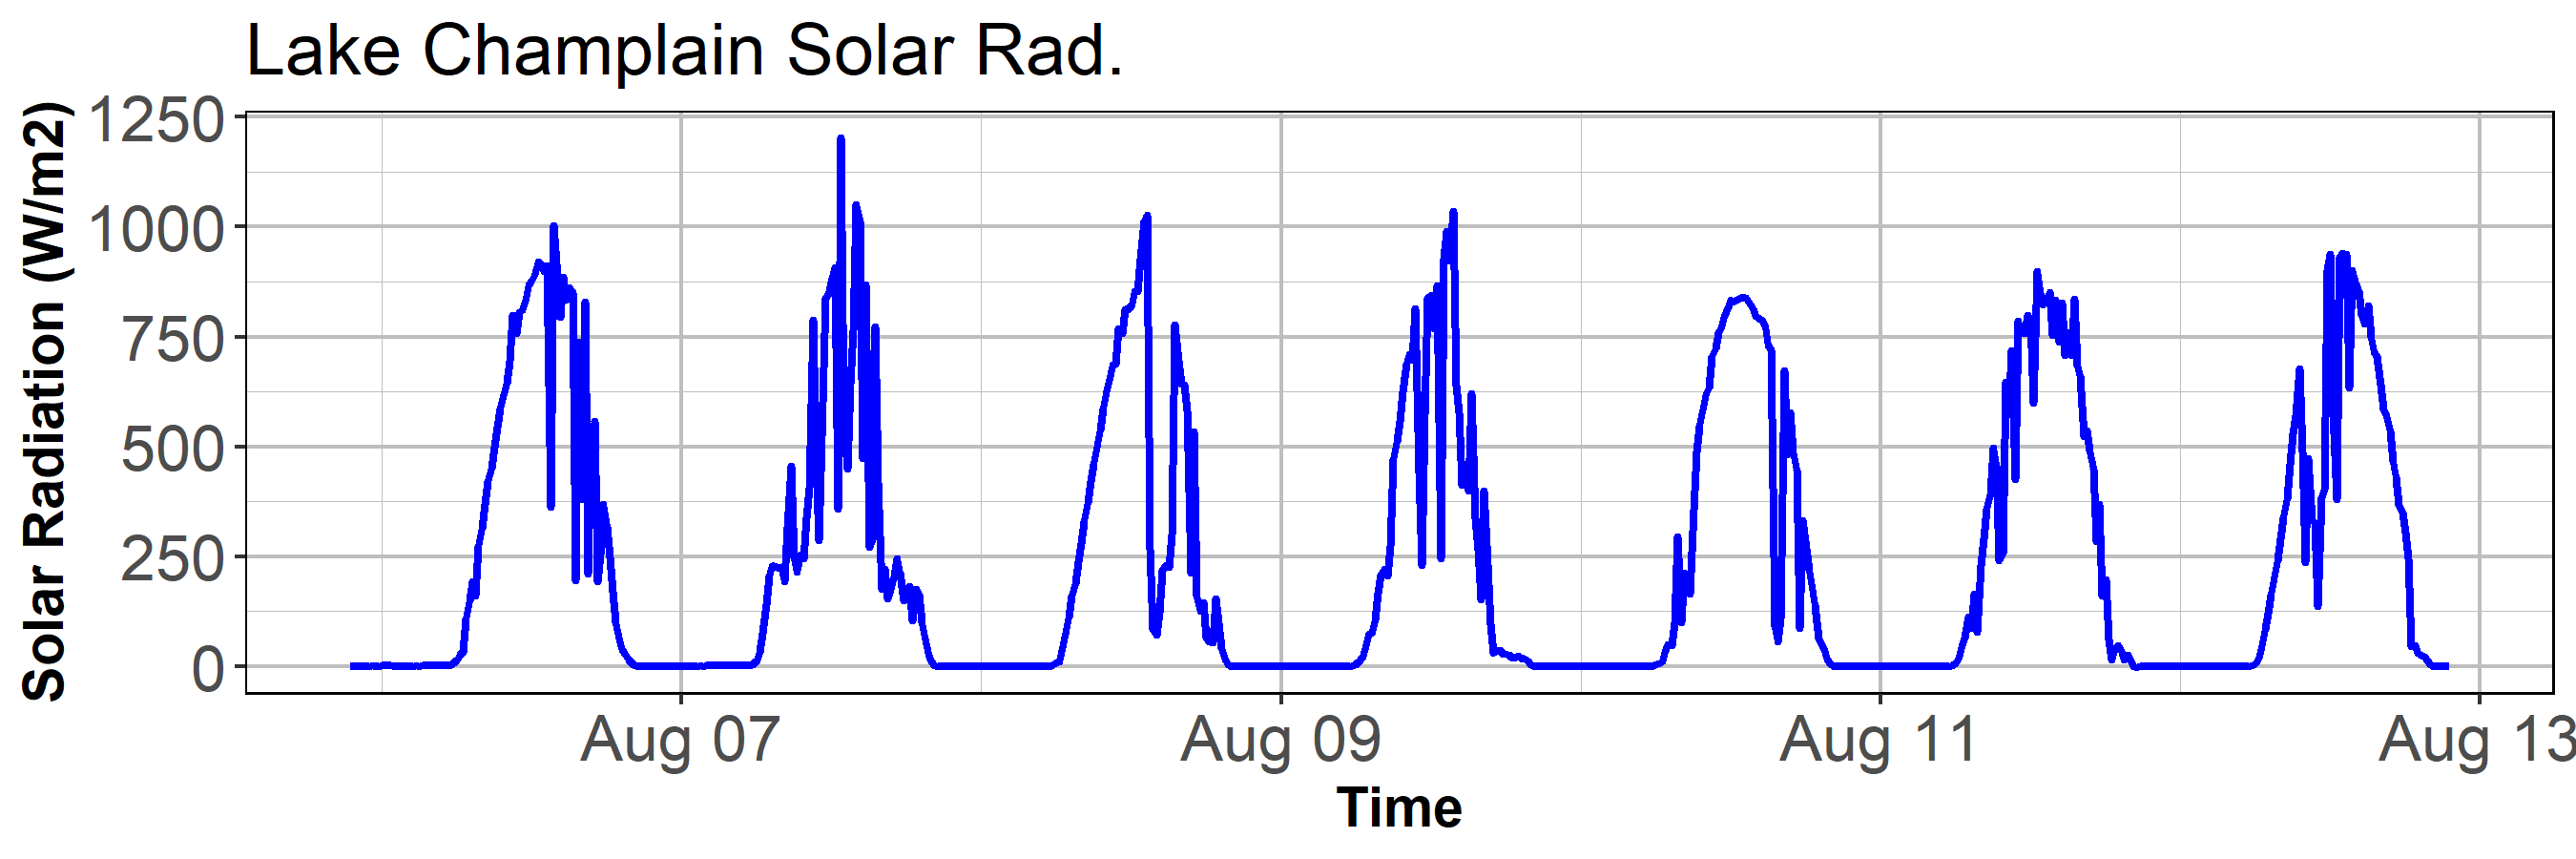 Lake Champlain Solar Rad.
Solar Radiation (W/m2)
1250
1000
750
500
250
0
Aug 07 Aug 09 Aug 11 Aug 13
Time